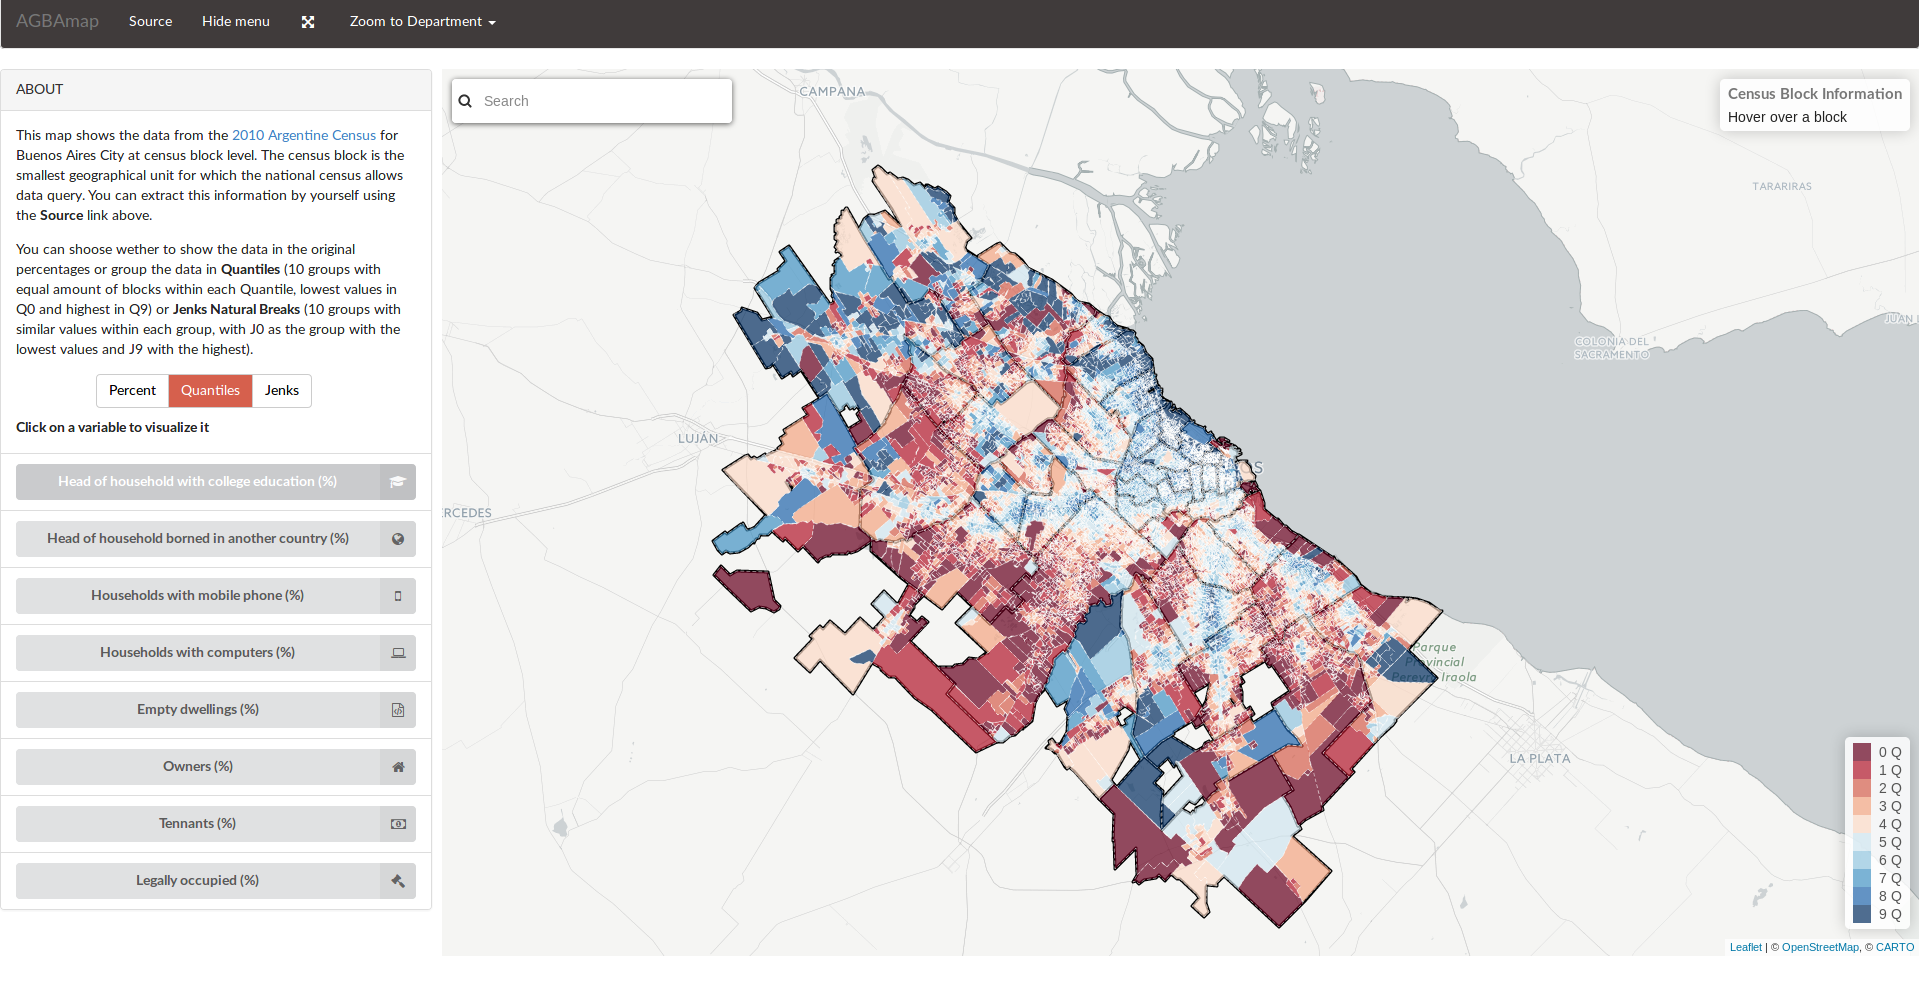 AGBAmap Source Hide menu Zoom to Department
ABOUT
This map shows the data from the 2010 Argentine Census for
Buenos Aires City at census block level. The census block is the
smallest geographical unit for which the national census allows
data query. You can extract this information by yourself using
the Source link above.
You can shoose wether to show the data in the original
percentages or group the data in Quantiles (10 groups with
equal amount of blocks within each Quantile, lowest values in
Q0 and highest in Q9) or Jenks Natural Breaks (10 groups with
similar values within each group, with J0 as the group with the
lowest values and J9 with the highest).
Percent Quantiles Jenks
Click on a variable to visualize it
Head of household with college education (%)
Head of household borned in another country (%)
Households with mobile phone (%)
Households with computers (%)
Empty dwellings (%)
Owners (%)
Tennants (%)
Legally occupied (%)
Search
CAMPANA
Census Block Information
Hover over a block
TARARIRAS
JUAN L
COLONIA DEL
SACRAMENTO
LUJÁN
S
RCEDES
Parque
Provincial
Pereyra Iraola
LA PLATA
0 Q
1 Q
2 Q
3 Q
4 Q
5 Q
6 Q
7 Q
8 Q
9 Q
Leaflet | © OpenStreetMap, © CARTO